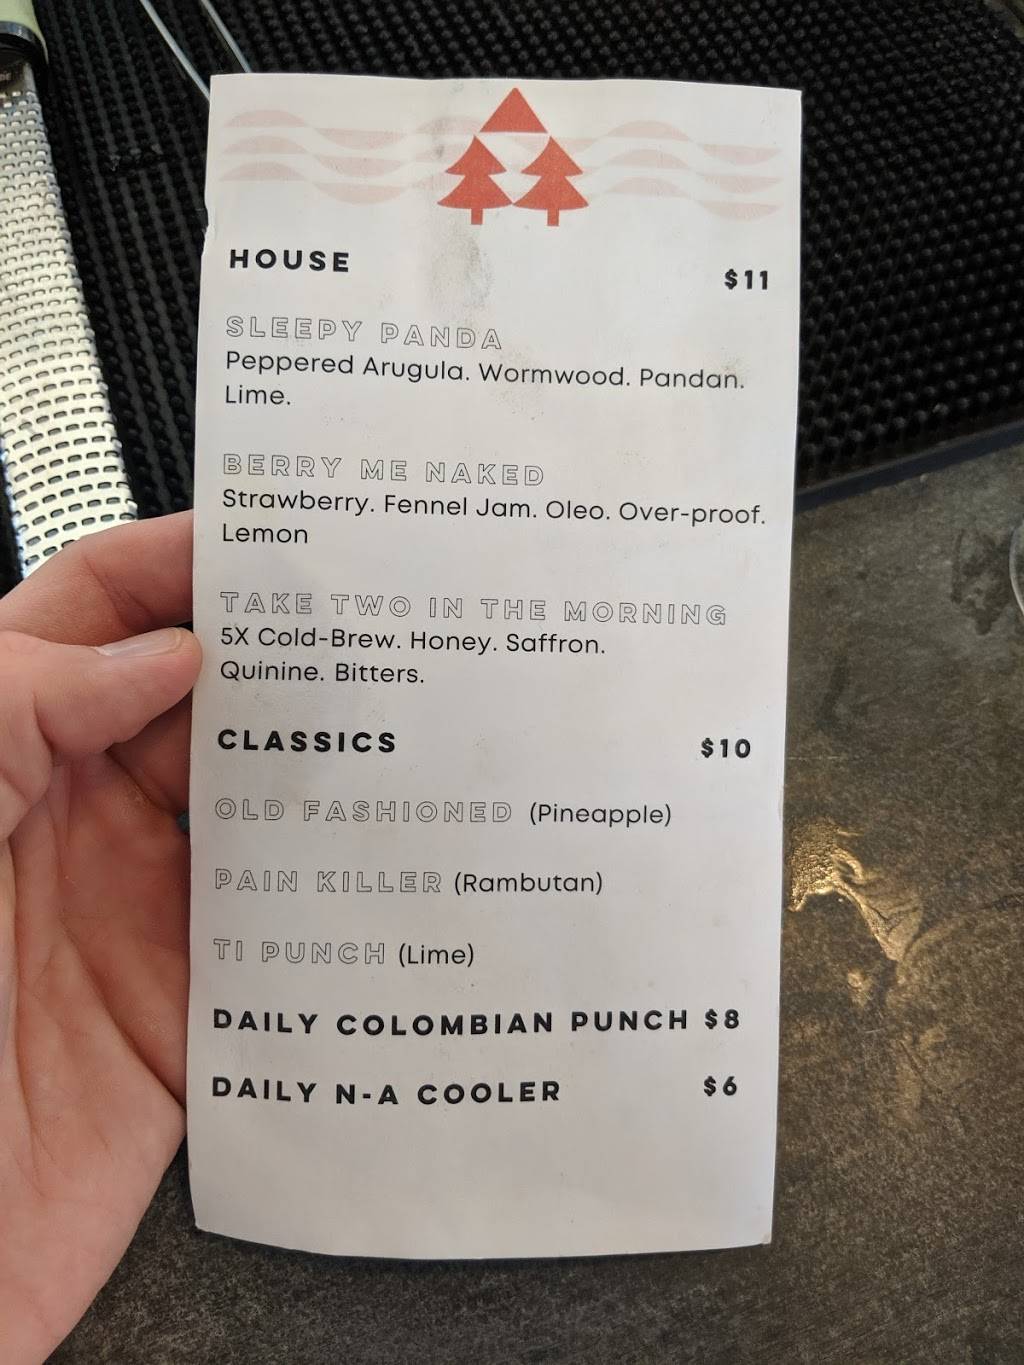 HOUSE $11
SLEEPY PANDA
Peppered Arugula. Wormwood. Pandan.
Lime.
BERRY ME NAKED
Strawberry. Fennel Jam. Oleo. Over-proof.
Lemon
TAKE TWO IN THE MORNING
5X Cold-Brew. Honey. Saffron.
Quinine. Bitters.
CLASSICS $10
OLD FASHIONED (Pineapple)
PAIN KILLER (Rambutan)
TI PUNCH (Lime)
DAILY COLOMBIAN PUNCH $8
DAILY N-A COOLER $6